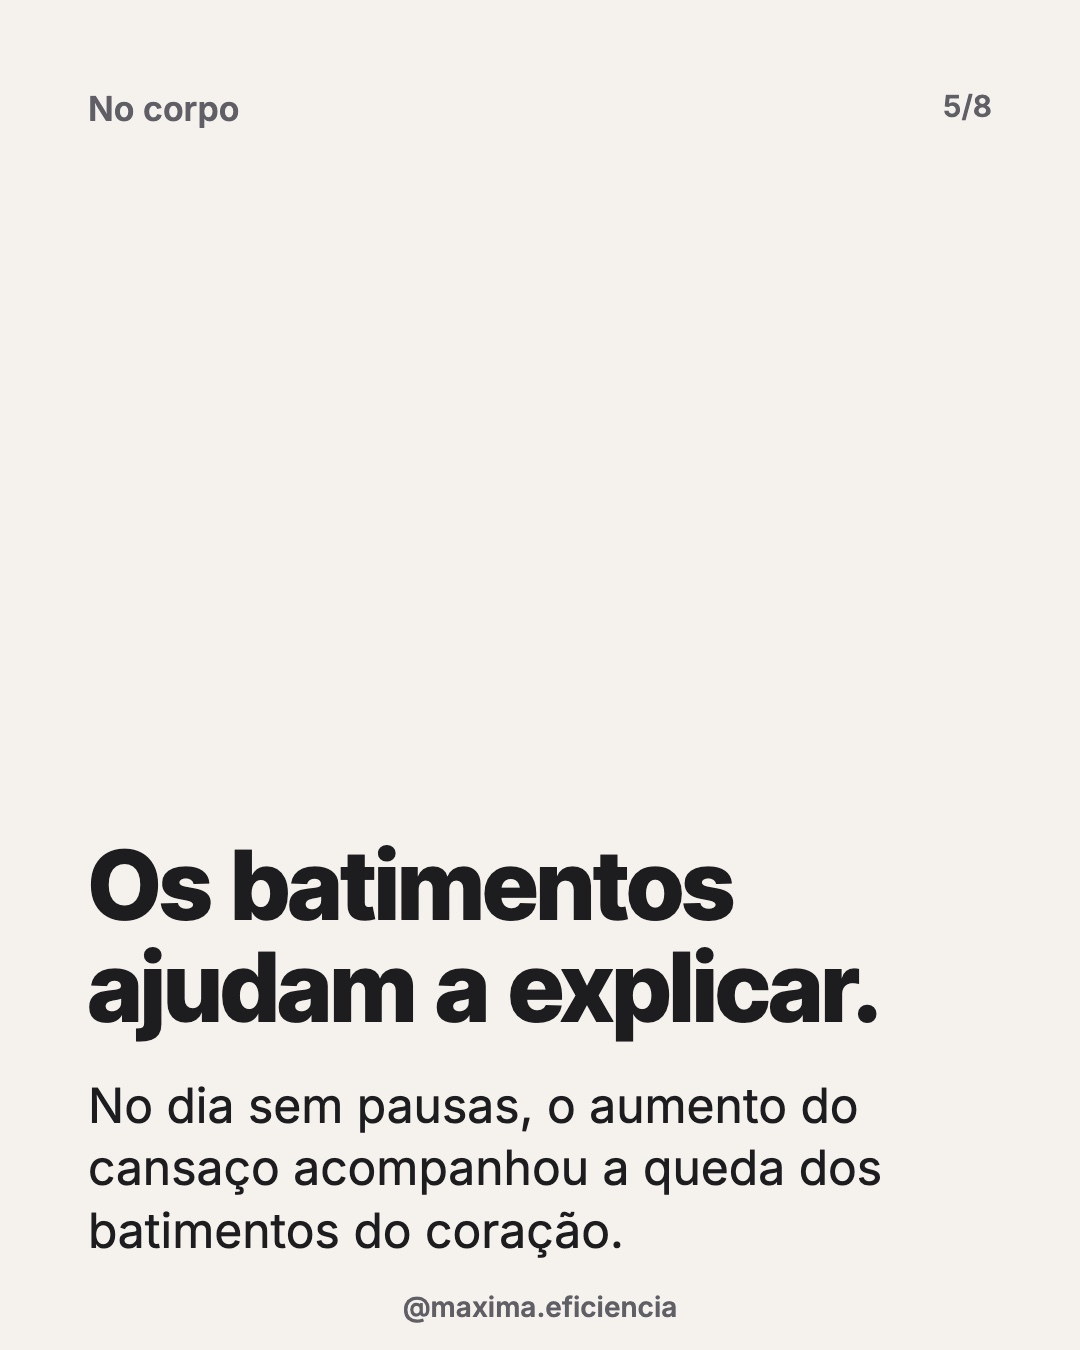 No corpo
5/8
Os batimentos
ajudam a explicar.
No dia sem pausas, o aumento do
cansaço acompanhou a queda dos
batimentos do coração.
@maxima.eficiencia